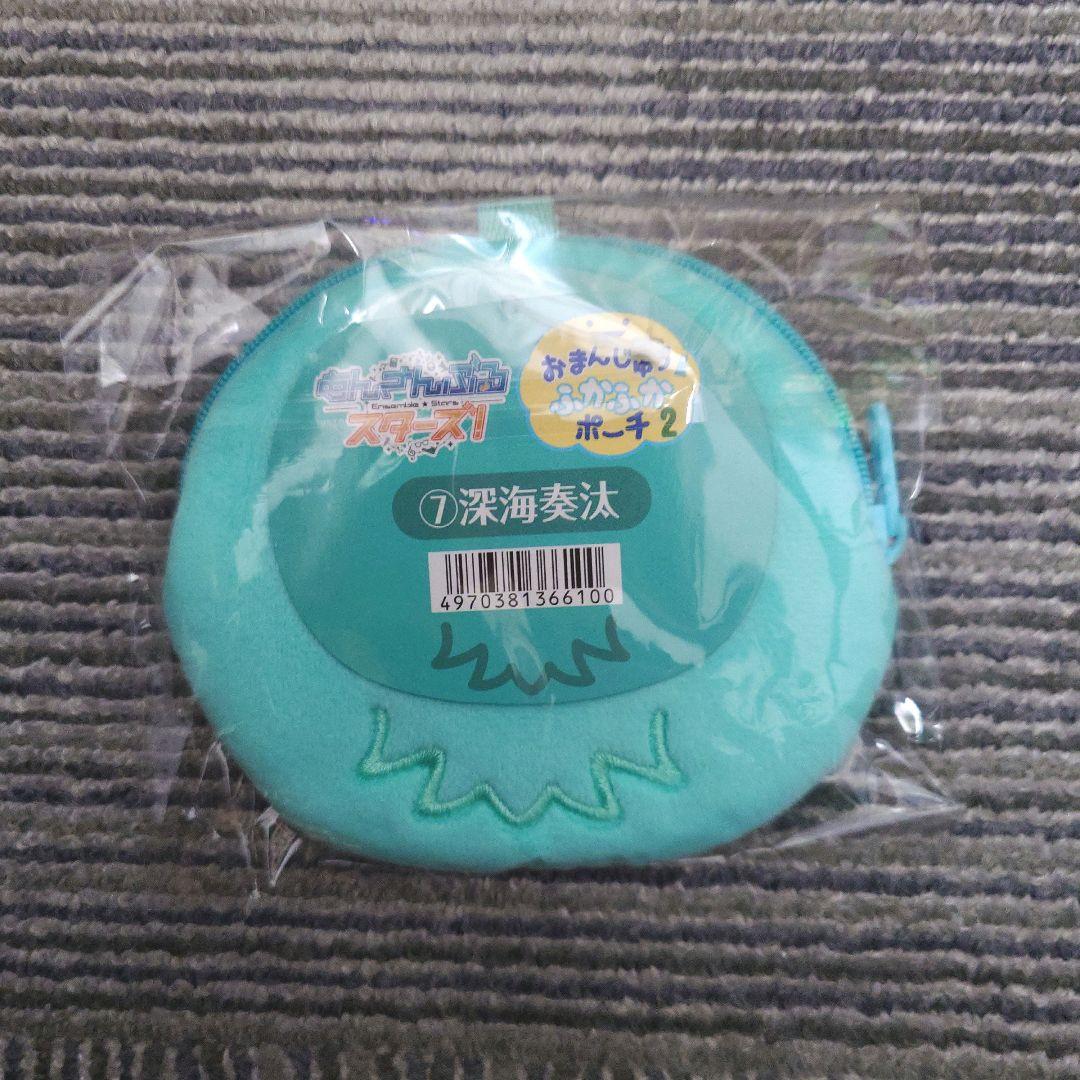 あんさんぶる
Ensemble★Stars
スターズ！
おまんじゅう
ふかふか
ポーチ2
⑦深海奏汰
4970381366100